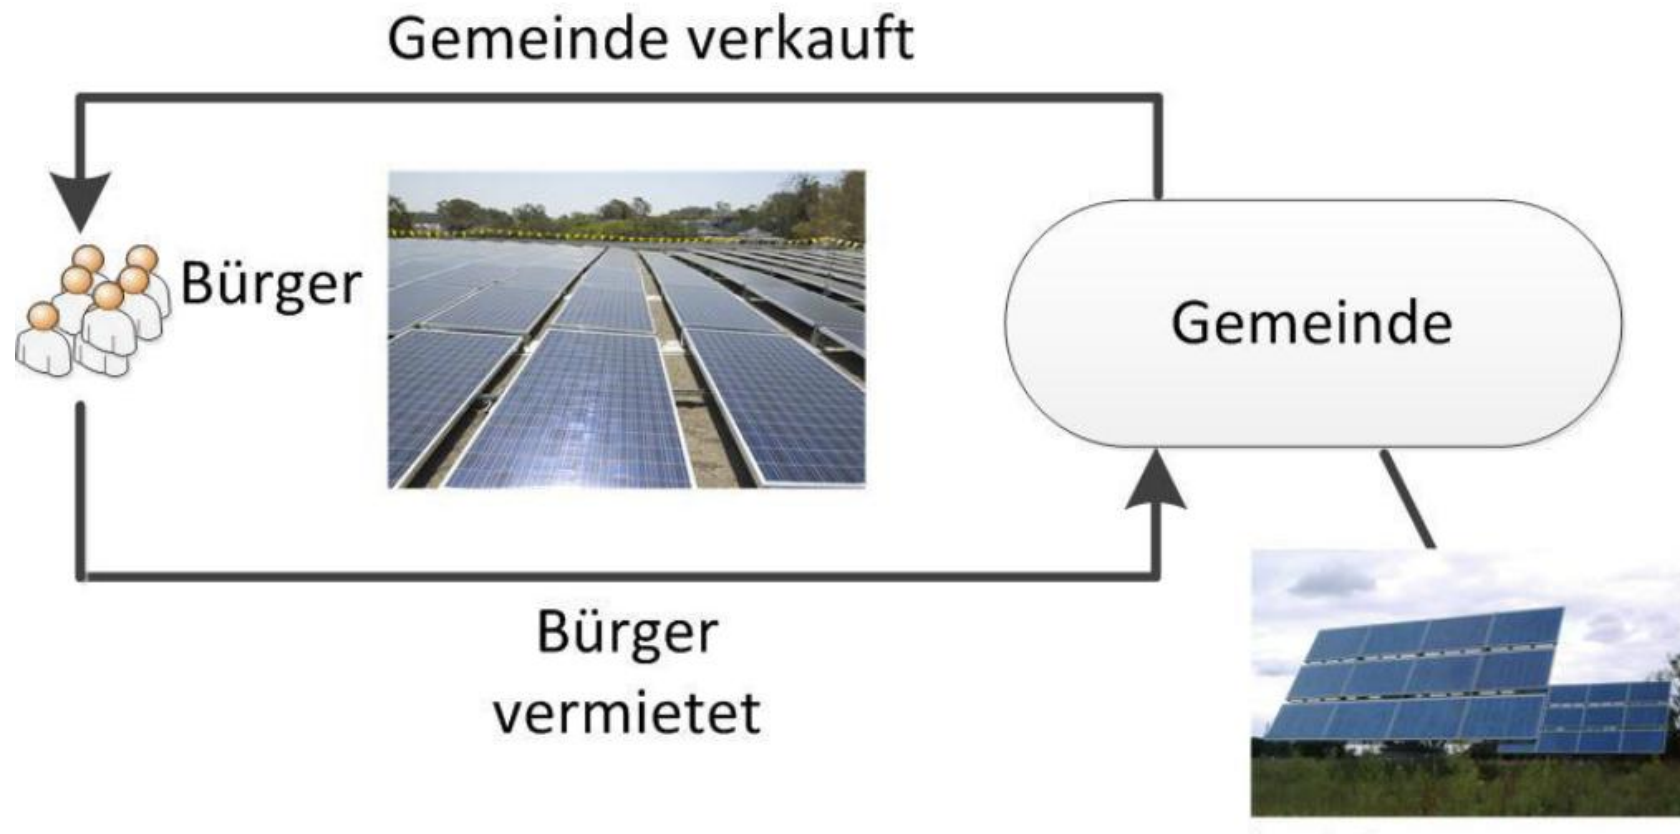 Gemeinde verkauft
Bürger
Gemeinde
Bürger
vermietet